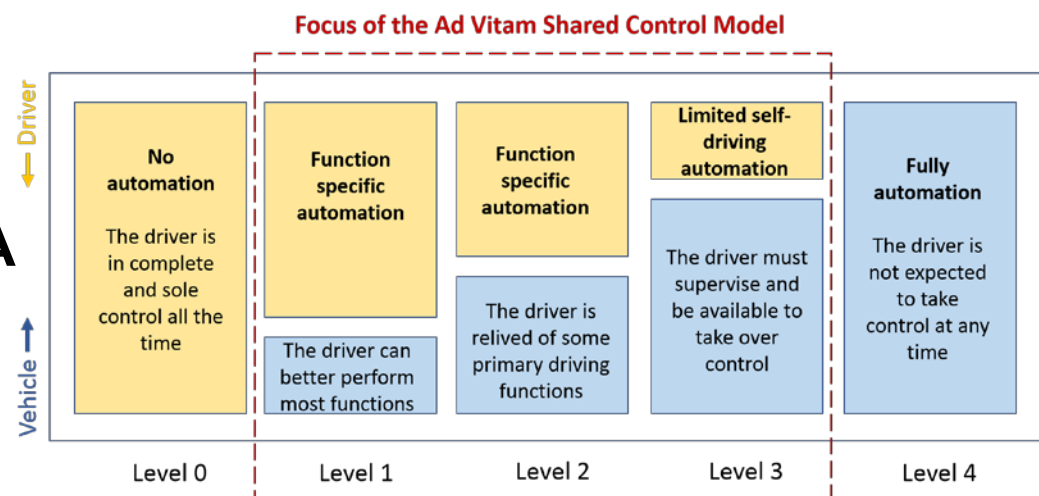 Focus of the Ad Vitam Shared Control Model
Driver
Vehicle
A
No
automation
The driver is
in complete
and sole
control all the
time
Function
specific
automation
The driver can
better perform
most functions
Function
specific
automation
The driver is
relived of some
primary driving
functions
Limited self-
driving
automation
The driver must
supervise and
be available to
take over
control
Fully
automation
The driver is
not expected
to take
control at any
time
Level 0
Level 1
Level 2
Level 3
Level 4